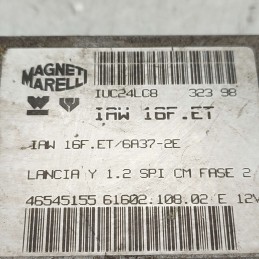 MAGNETI
MARELLI
IUC24LC8 323 98
IAW 16F.ET
IAW 16F.ET/6A37-2E
LANCIA Y 1.2 SPI CM FASE 2
46545155 61602.108.02 E 12V